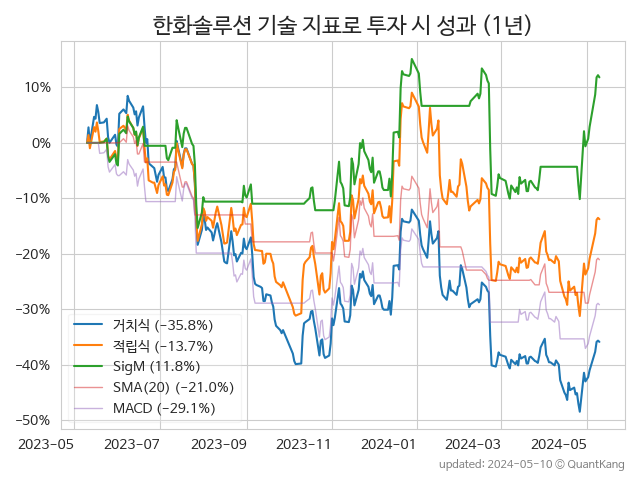 한화솔루션 기술 지표로 투자 시 성과 (1년)
10%
0%
−10%
−20%
−30%
−40%
−50%
거치식 (−35.8%)
적립식 (−13.7%)
SigM (11.8%)
SMA(20) (−21.0%)
MACD (−29.1%)
2023-05 2023-07 2023-09 2023-11 2024-01 2024-03 2024-05
updated: 2024-05-10 © QuantKang